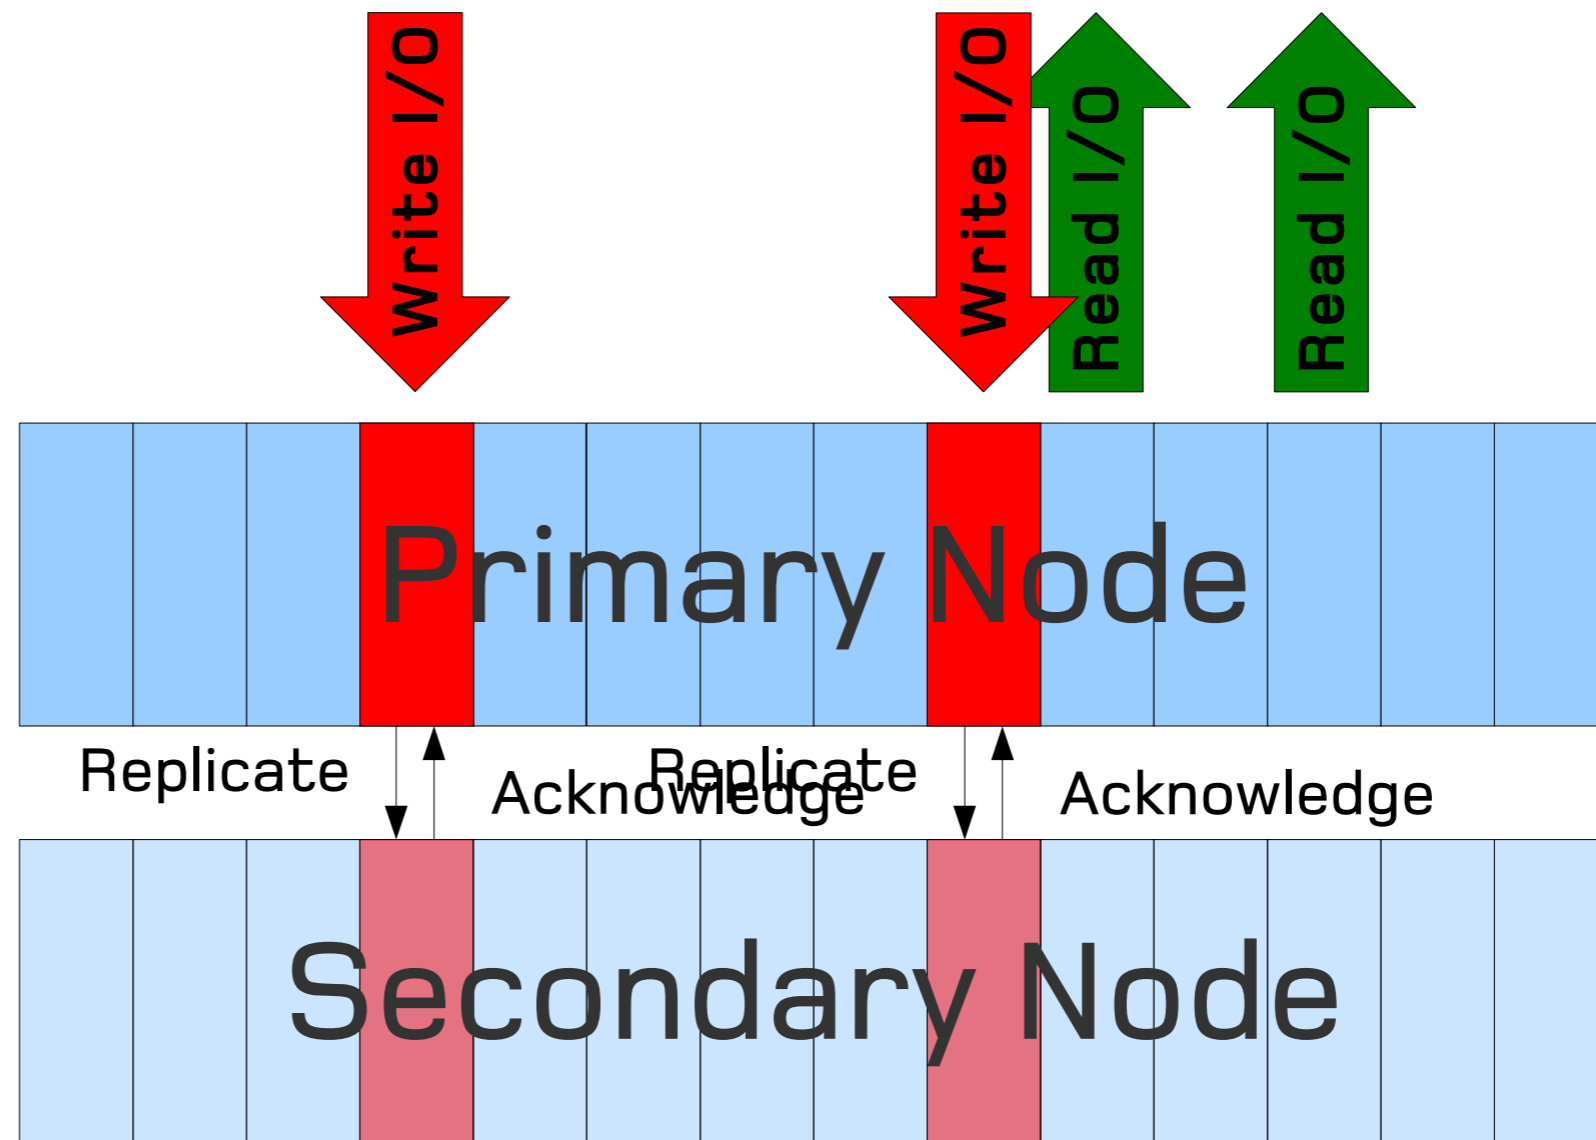 Write I/O
Write I/O
Read I/O
Read I/O
Primary Node
Replicate
Acknowledge
Replicate
Acknowledge
Secondary Node